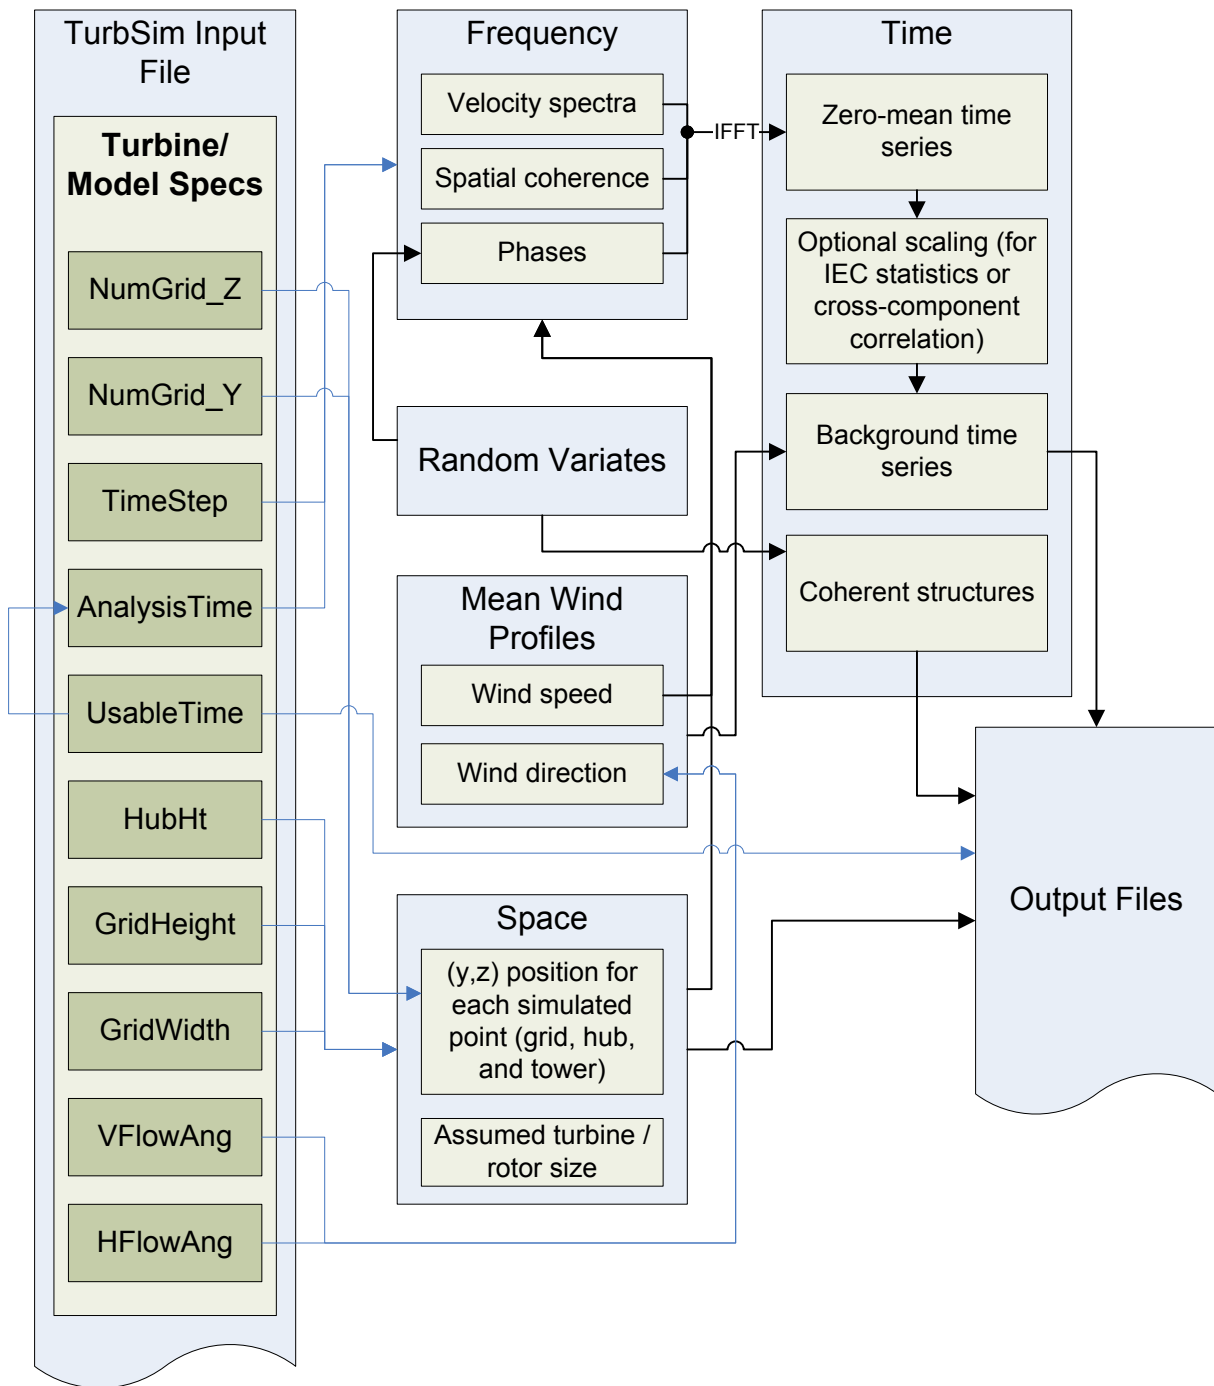 TurbSim Input
File
Turbine/
Model Specs
NumGrid_Z
NumGrid_Y
TimeStep
AnalysisTime
UsableTime
HubHt
GridHeight
GridWidth
VFlowAng
HFlowAng
Frequency
Velocity spectra
Spatial coherence
Phases
IFFT
Random Variates
Mean Wind
Profiles
Wind speed
Wind direction
Space
(y,z) position for
each simulated
point (grid, hub,
and tower)
Assumed turbine /
rotor size
Time
Zero-mean time
series
Optional scaling (for
IEC statistics or
cross-component
correlation)
Background time
series
Coherent structures
Output Files